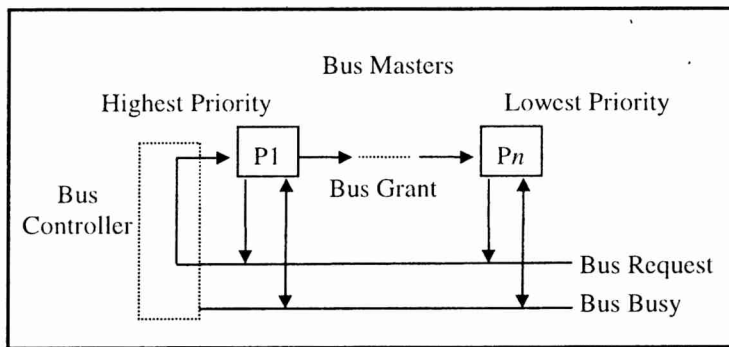 Bus Masters
Highest Priority
Lowest Priority
P1
Pn
Bus Grant
Bus
Controller
Bus Request
Bus Busy